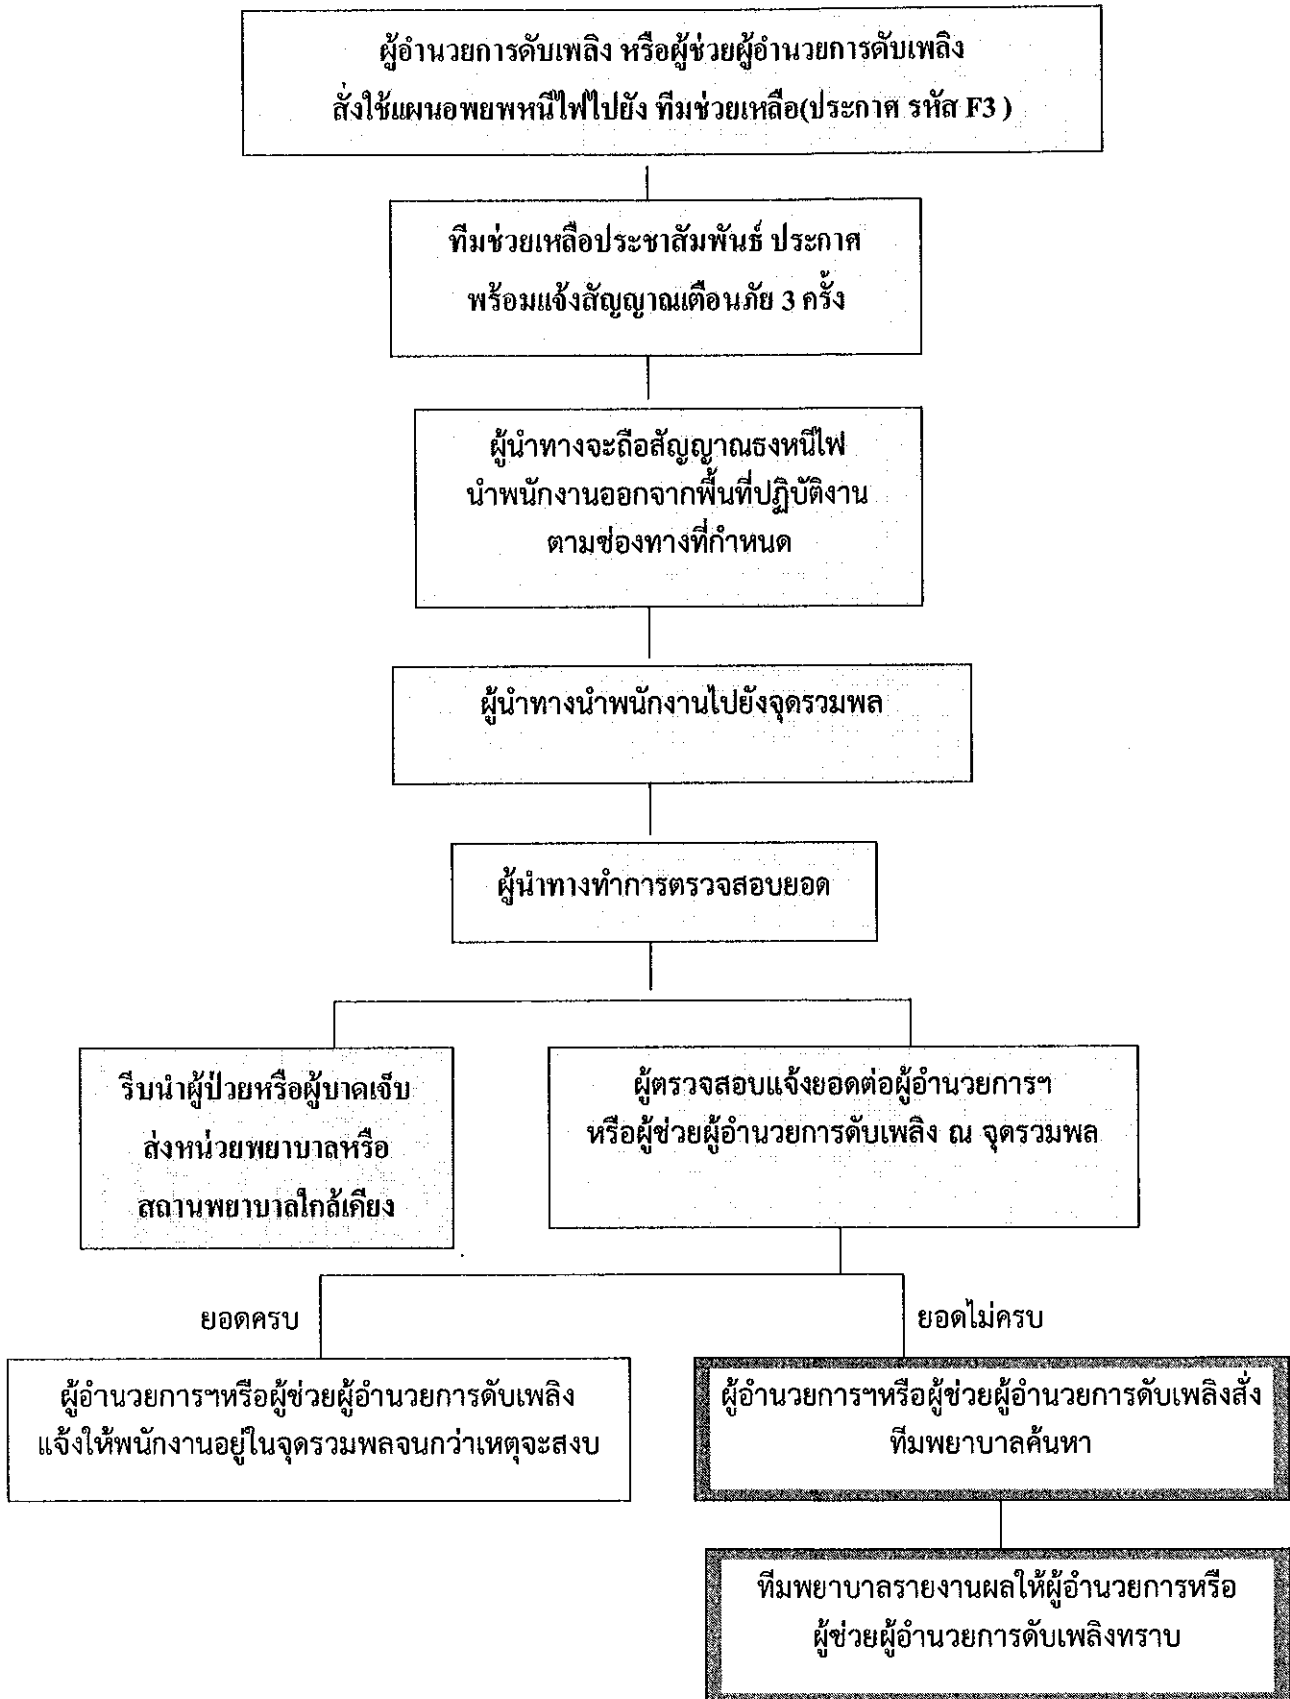 ผู้อำนวยการดับเพลิง หรือผู้ช่วยผู้อำนวยการดับเพลิง
สั่งใช้แผนอพยพหนีไฟไปยัง ทีมช่วยเหลือ(ประกาศ รหัส F3 )
ทีมช่วยเหลือประชาสัมพันธ์ ประกาศ
พร้อมแจ้งสัญญาณเตือนภัย 3 ครั้ง
ผู้นำทางจะถือสัญญาณธงหนีไฟ
นำพนักงานออกจากพื้นที่ปฏิบัติงาน
ตามช่องทางที่กำหนด
ผู้นำทางนำพนักงานไปยังจุดรวมพล
ผู้นำทางทำการตรวจสอบยอด
รีบนำผู้ป่วยหรือผู้บาดเจ็บ
ส่งหน่วยพยาบาลหรือ
สถานพยาบาลใกล้เคียง
ผู้ตรวจสอบแจ้งยอดต่อผู้อำนวยการฯ
หรือผู้ช่วยผู้อำนวยการดับเพลิง ณ จุดรวมพล
ยอดครบ
ยอดไม่ครบ
ผู้อำนวยการฯหรือผู้ช่วยผู้อำนวยการดับเพลิง
แจ้งให้พนักงานอยู่ในจุดรวมพลจนกว่าเหตุจะสงบ
ผู้อำนวยการฯหรือผู้ช่วยผู้อำนวยการดับเพลิงสั่ง
ทีมพยาบาลค้นหา
ทีมพยาบาลรายงานผลให้ผู้อำนวยการหรือ
ผู้ช่วยผู้อำนวยการดับเพลิงทราบ